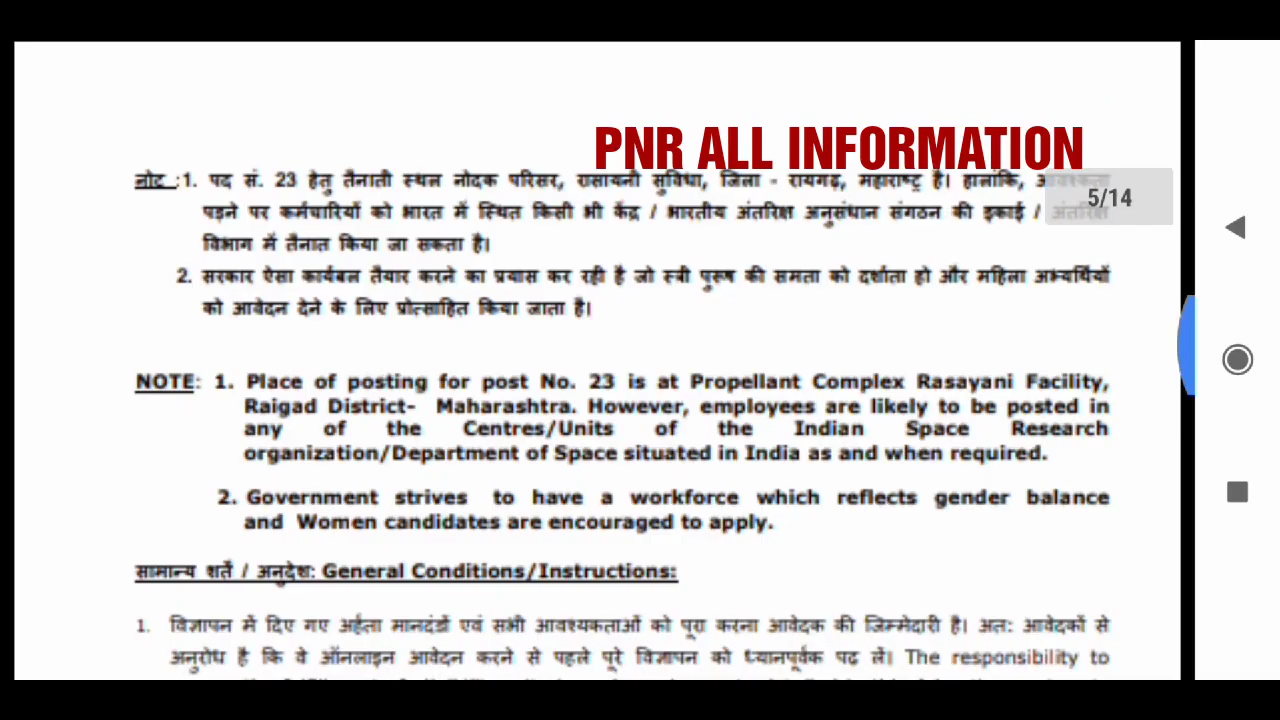 PNR ALL INFORMATION
5/14
नोट :1. पद सं. 23 हेतु तैनाती स्थल नोदक परिसर, रासायनी सुविधा, जिला - रायगढ़, महाराष्ट्र है। हालांकि, आवश्यकता
पड़ने पर कर्मचारियों को भारत में स्थित किसी भी केंद्र / भारतीय अंतरिक्ष अनुसंधान संगठन की इकाई / अंतरिक्ष
विभाग में तैनात किया जा सकता है।
2. सरकार ऐसा कार्यबल तैयार करने का प्रयास कर रही है जो स्त्री पुरूष की समता को दर्शाता हो और महिला अभ्यर्थियों
को आवेदन देने के लिए प्रोत्साहित किया जाता है।
NOTE: 1. Place of posting for post No. 23 is at Propellant Complex Rasayani Facility,
Raigad District- Maharashtra. However, employees are likely to be posted in
any of the Centres/Units of the Indian Space Research
organization/Department of Space situated in India as and when required.
2. Government strives to have a workforce which reflects gender balance
and Women candidates are encouraged to apply.
सामान्य शर्तें / अनुदेश: General Conditions/Instructions:
1. विज्ञापन में दिए गए अर्हता मानदंडों एवं सभी आवश्यकताओं को पूरा करना आवेदक की जिम्मेदारी है। अत: आवेदकों से
अनुरोध है कि वे ऑनलाइन आवेदन करने से पहले पूरे विज्ञापन को ध्यानपूर्वक पढ़ लें। The responsibility to